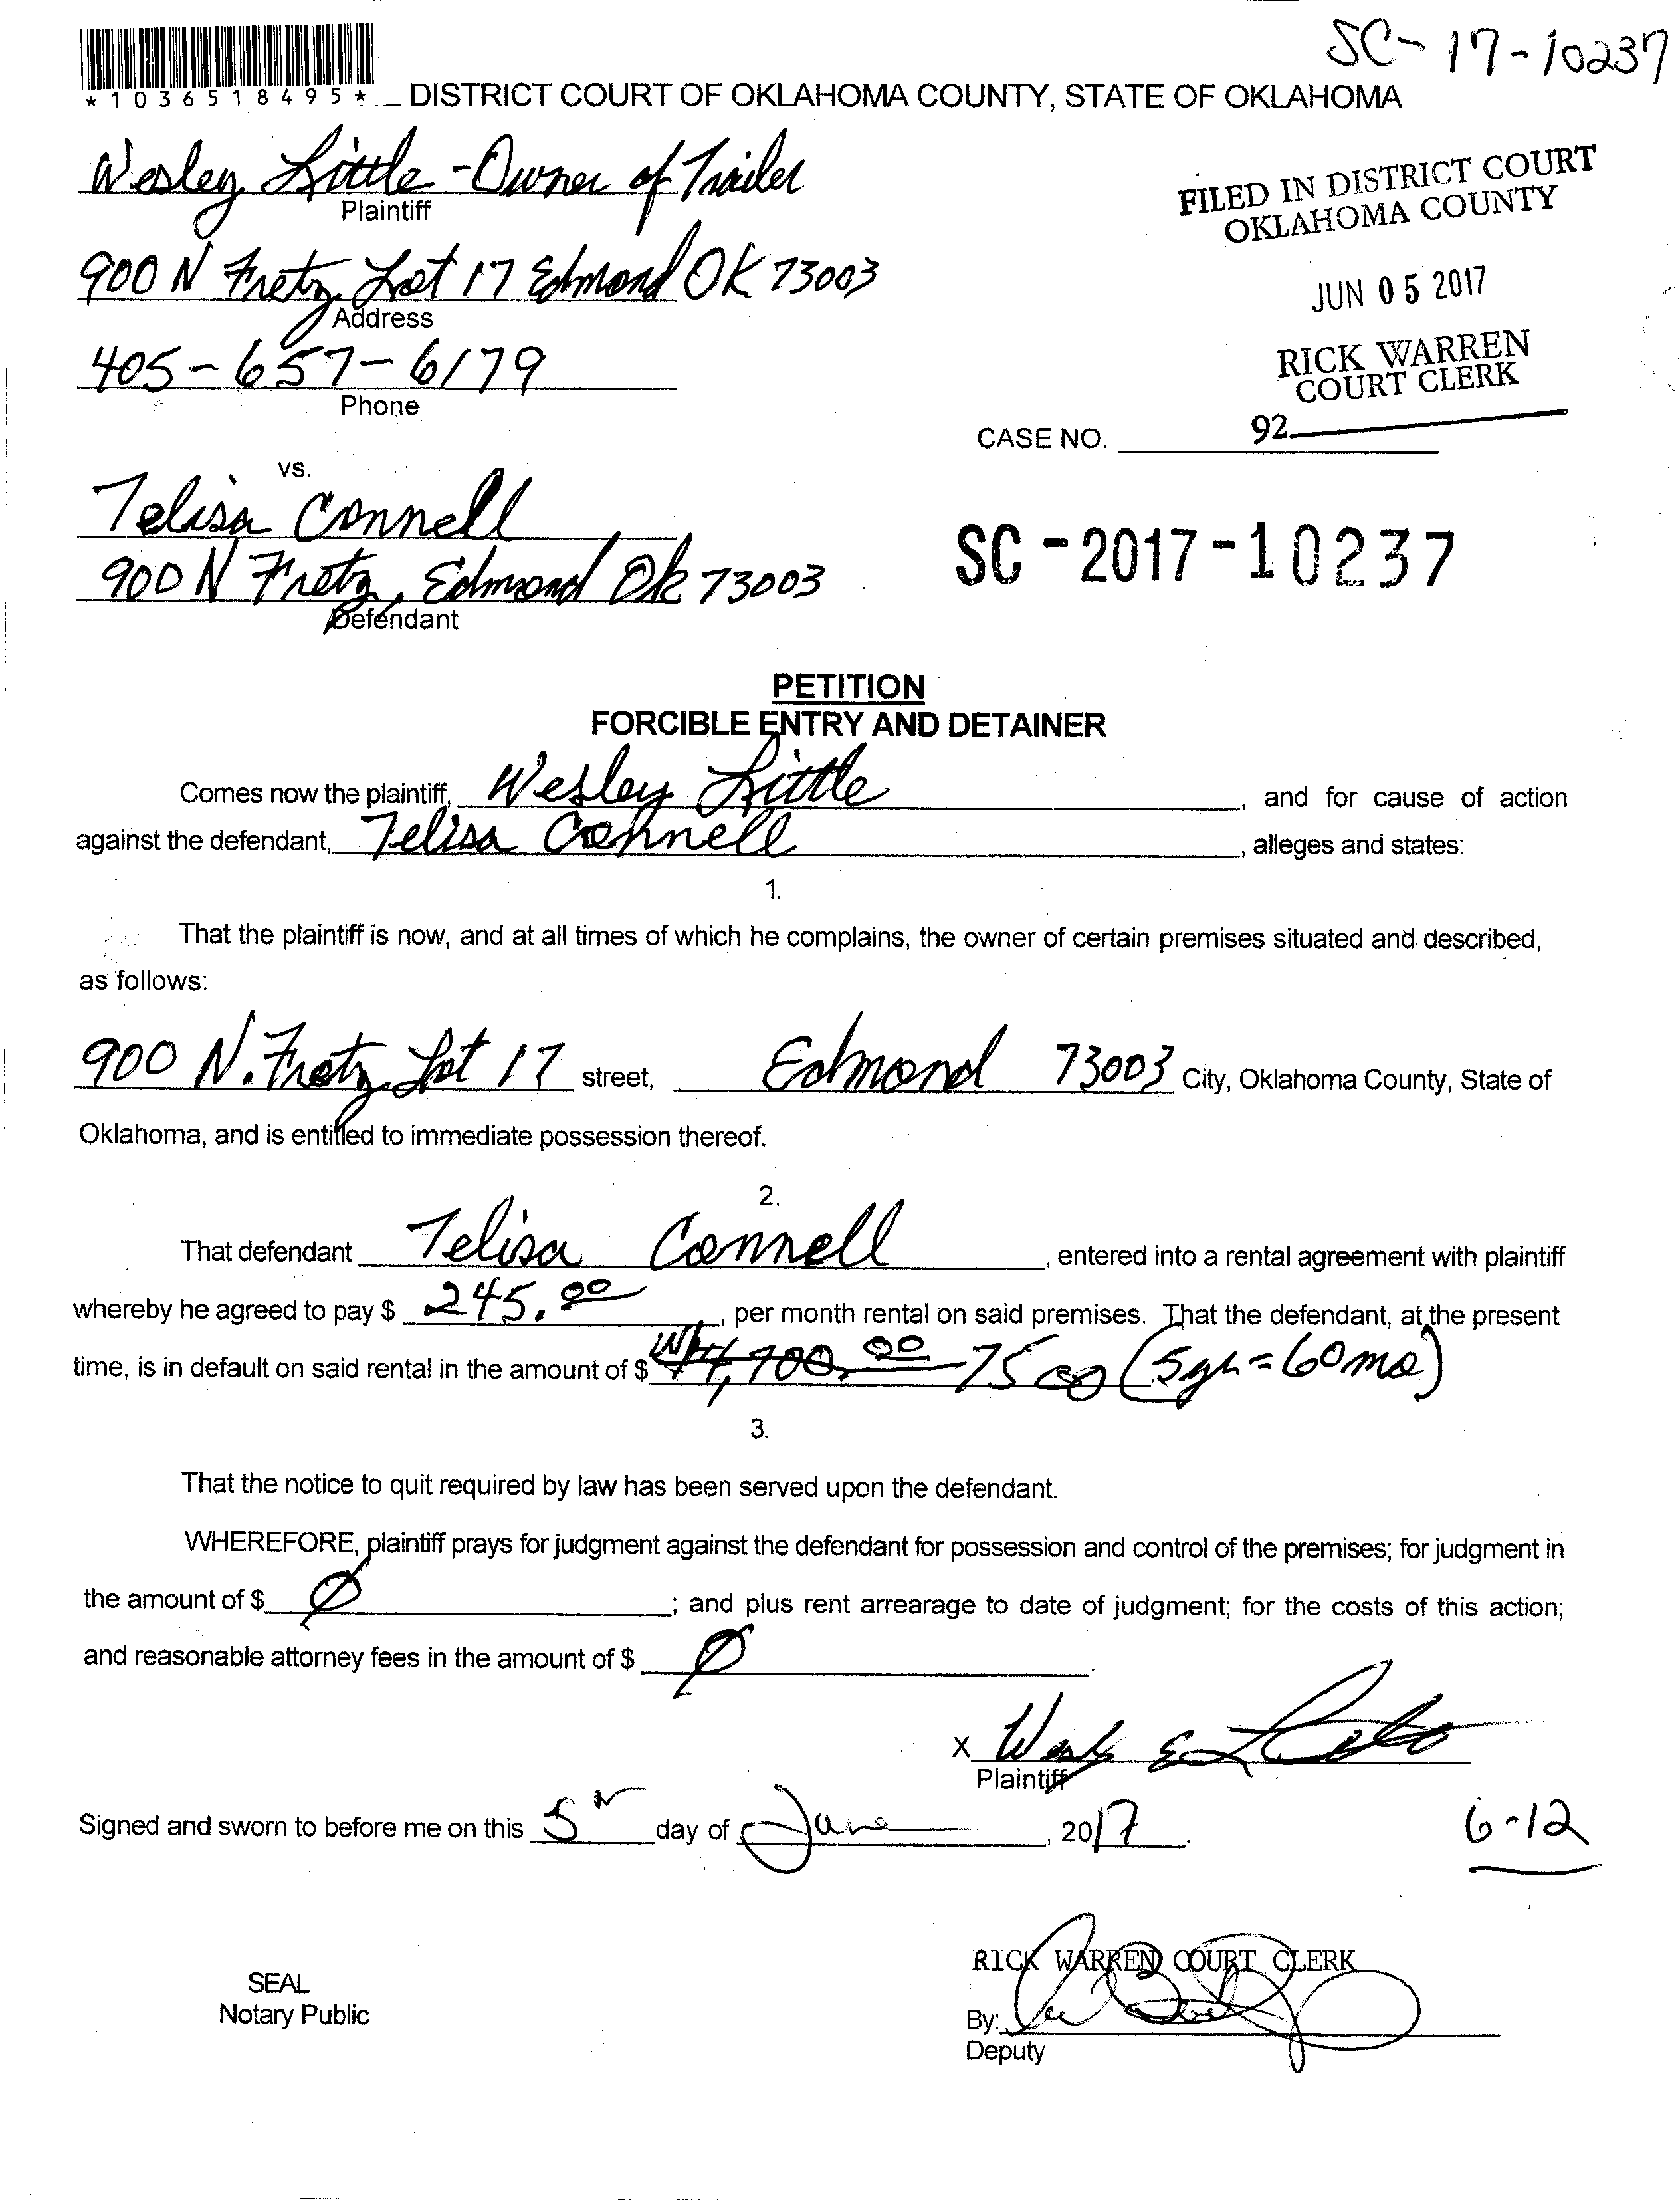 SC-17-10237
*1036518495*
DISTRICT COURT OF OKLAHOMA COUNTY, STATE OF OKLAHOMA
Wesley Little - Owner of Trailer
Plaintiff
FILED IN DISTRICT COURT
OKLAHOMA COUNTY
900 N Fretz Lot 17 Edmond OK 73003
Address
JUN 05 2017
405-657-6179
Phone
RICK WARREN
COURT CLERK
CASE NO. 92
vs.
Telisa Connell
900 N Fretz, Edmond Ok 73003
Defendant
SC-2017-10237
PETITION
FORCIBLE ENTRY AND DETAINER
Comes now the plaintiff, Wesley Little, and for cause of action
against the defendant, Telisa Connell, alleges and states:
1.
That the plaintiff is now, and at all times of which he complains, the owner of certain premises situated and described,
as follows:
900 N. Fretz Lot 17 street, Edmond 73003 City, Oklahoma County, State of
Oklahoma, and is entitled to immediate possession thereof.
2.
That defendant Telisa Connell, entered into a rental agreement with plaintiff
whereby he agreed to pay $ 245.00, per month rental on said premises. That the defendant, at the present
time, is in default on said rental in the amount of $ 7500 (5yr = 60mo)
3.
That the notice to quit required by law has been served upon the defendant.
WHEREFORE, plaintiff prays for judgment against the defendant for possession and control of the premises; for judgment in
the amount of $ Ø; and plus rent arrearage to date of judgment; for the costs of this action;
and reasonable attorney fees in the amount of $ Ø.
X
Plaintiff
Signed and sworn to before me on this 5 day of June, 2017.
6-12
RICK WARREN COURT CLERK
SEAL
Notary Public
By:
Deputy